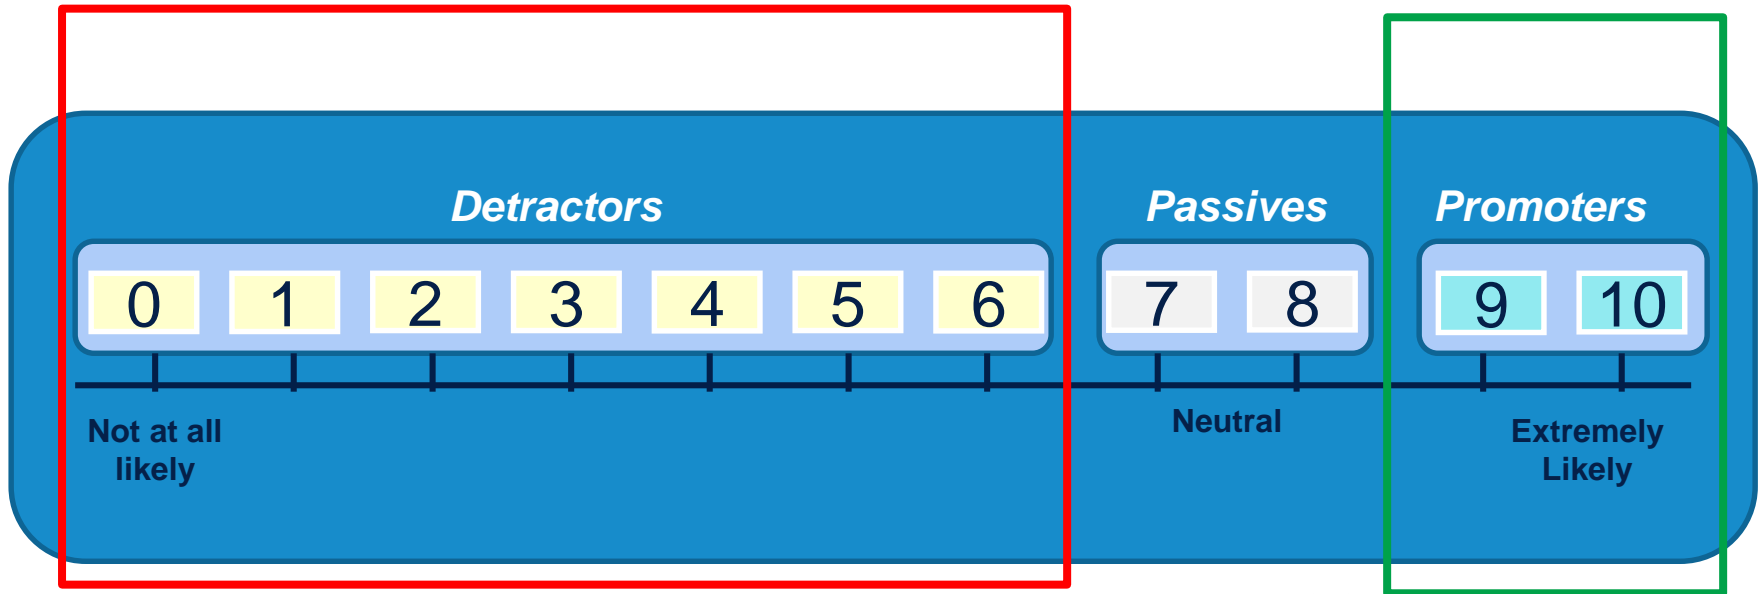 Detractors Passives Promoters
0 1 2 3 4 5 6 7 8 9 10
Not at all
likely
Neutral
Extremely
Likely